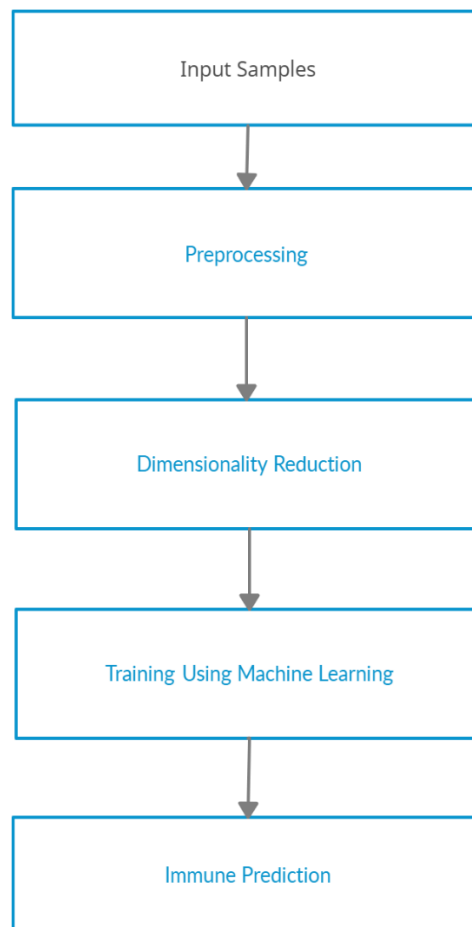 Input Samples
Preprocessing
Dimensionality Reduction
Training Using Machine Learning
Immune Prediction